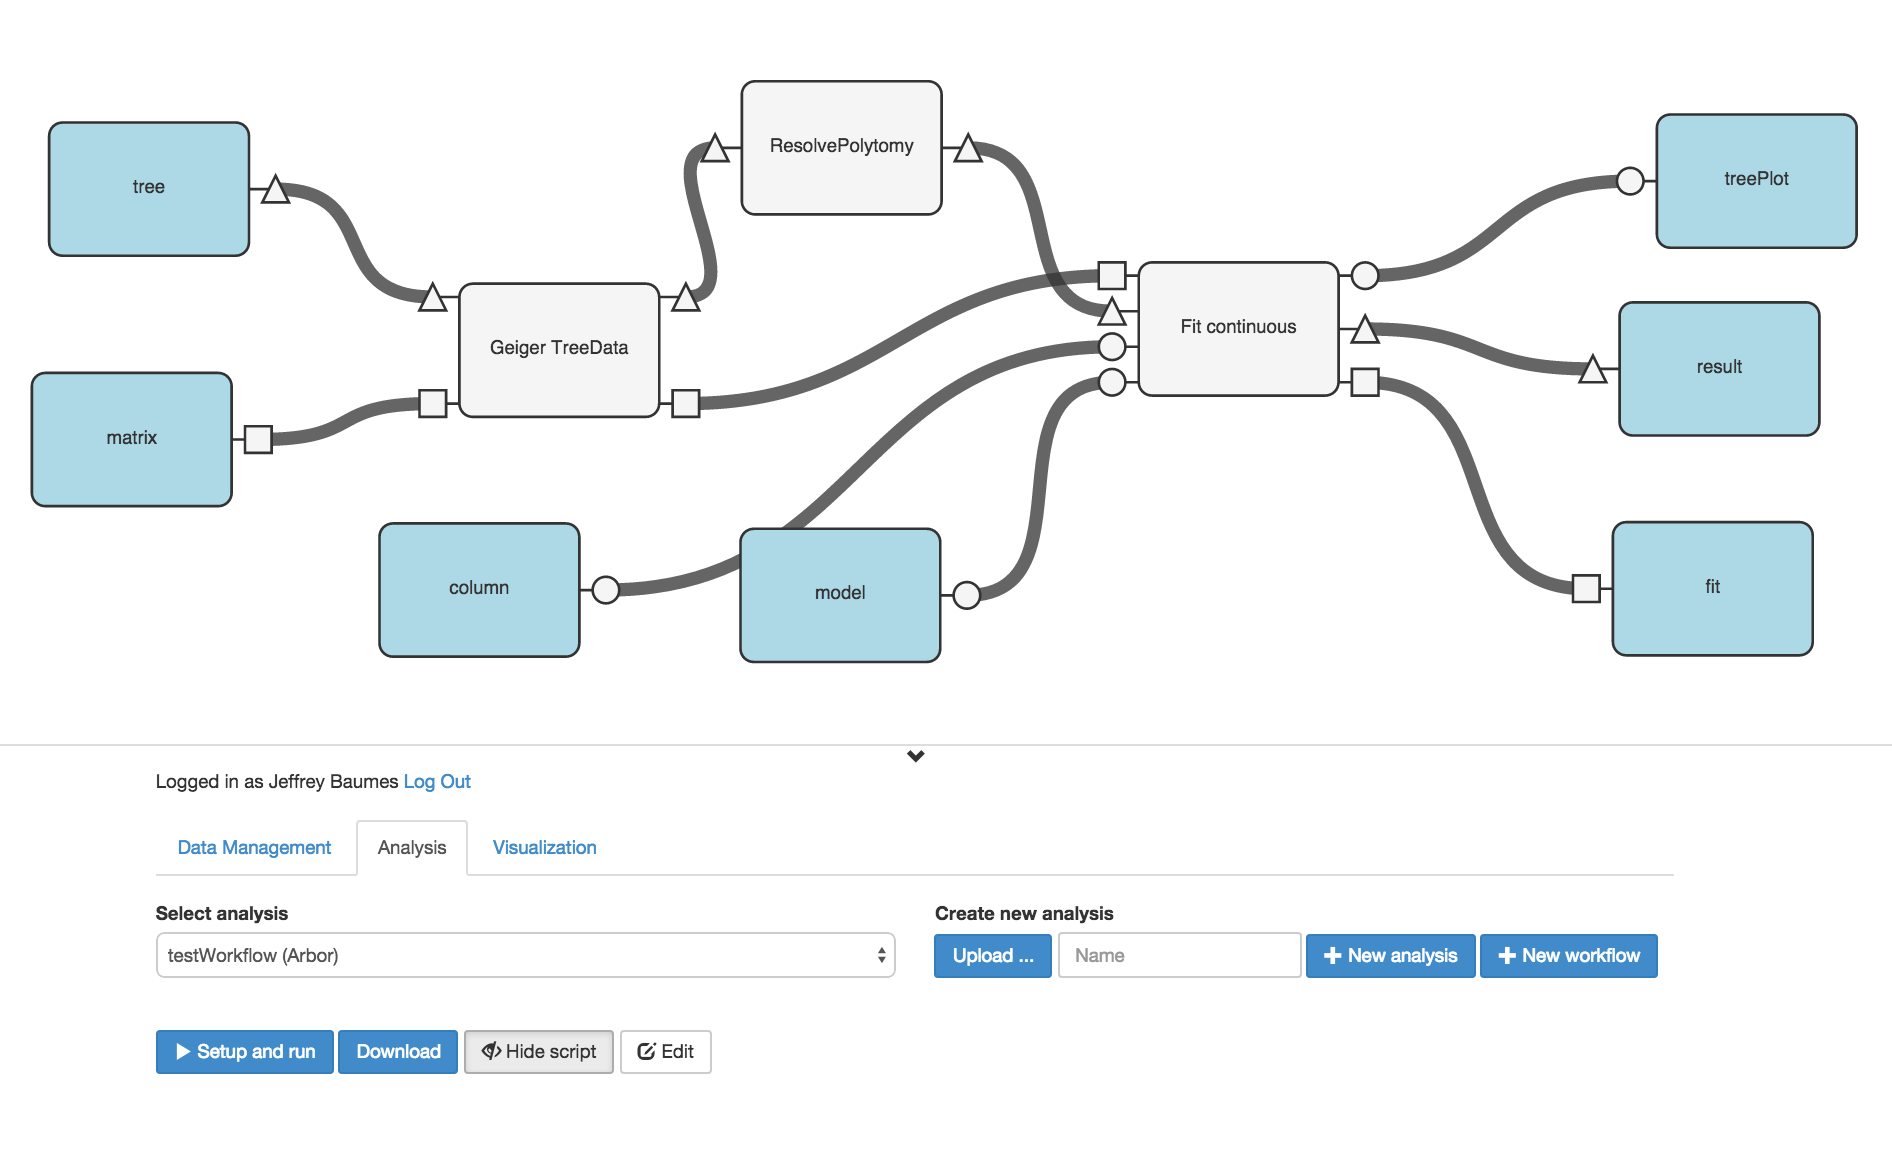 ResolvePolytomy
tree
treePlot
Geiger TreeData
Fit continuous
result
matrix
column
model
fit
Logged in as Jeffrey Baumes Log Out
Data Management
Analysis
Visualization
Select analysis
testWorkflow (Arbor)
Create new analysis
Upload ...
Name
New analysis
New workflow
Setup and run
Download
Hide script
Edit